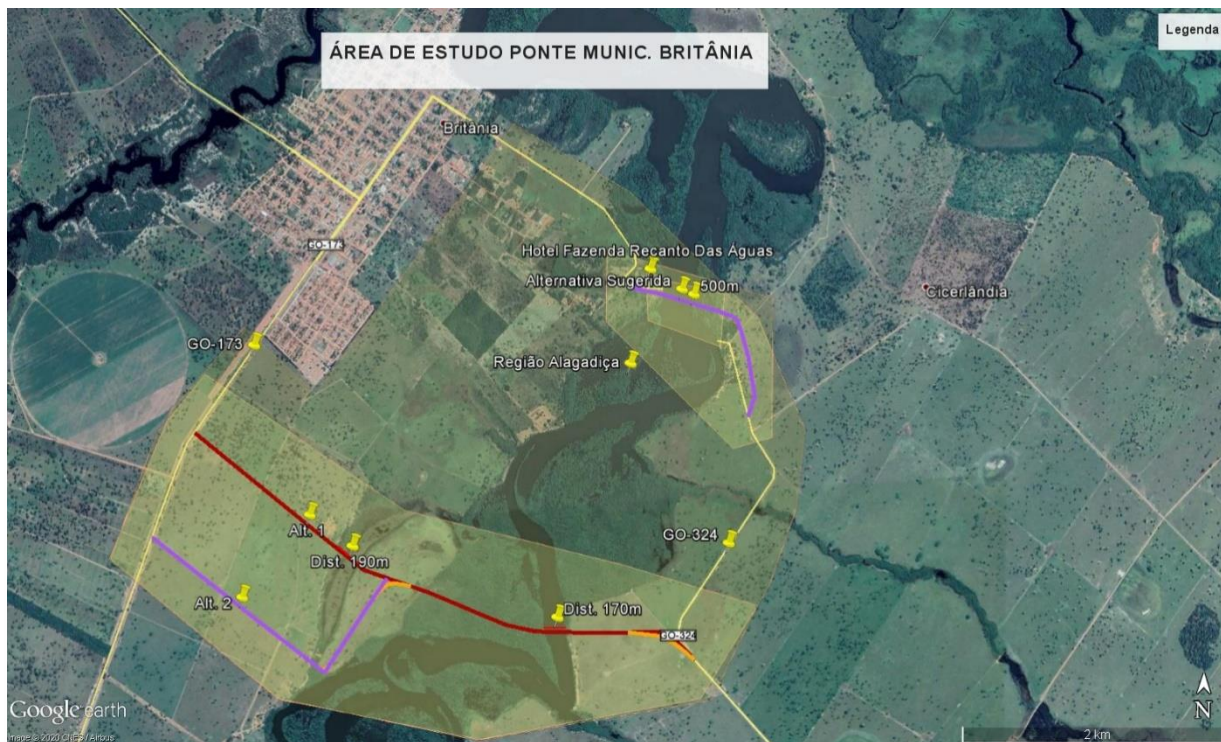 ÁREA DE ESTUDO PONTE MUNIC. BRITÂNIA
Legenda
Britânia
GO-173
Hotel Fazenda Recanto Das Águas
Alternativa Sugerida
500m
Cicerlândia
GO-173
Região Alagadiça
Alt. 1
Dist. 190m
GO-324
Alt. 2
Dist. 170m
GO-324
Google earth
Image © 2020 CNES / Airbus
2 km
N